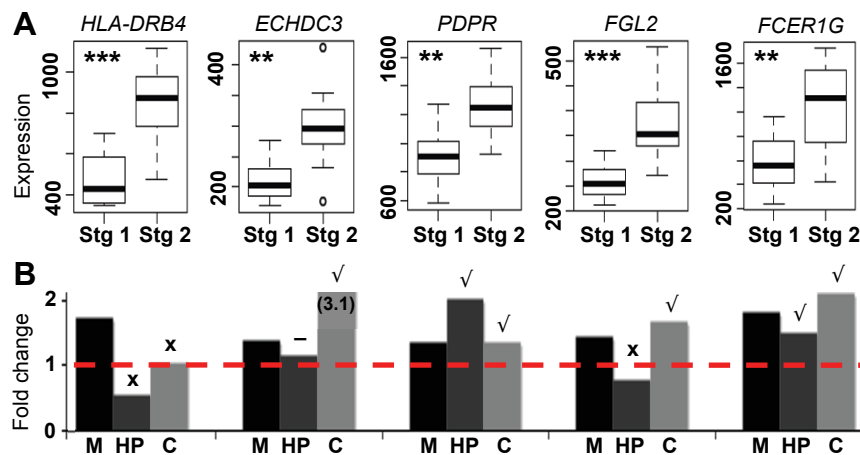 A
HLA-DRB4 ECHDC3 PDPR FGL2 FCER1G
Expression
*** ** ** *** **
1000
400
400
200
1600
600
500
200
1600
200
Stg 1 Stg 2 Stg 1 Stg 2 Stg 1 Stg 2 Stg 1 Stg 2 Stg 1 Stg 2
B
Fold change
2
1
0
x x – √ √ √ x √ √ √
(3.1)
M HP C M HP C M HP C M HP C M HP C